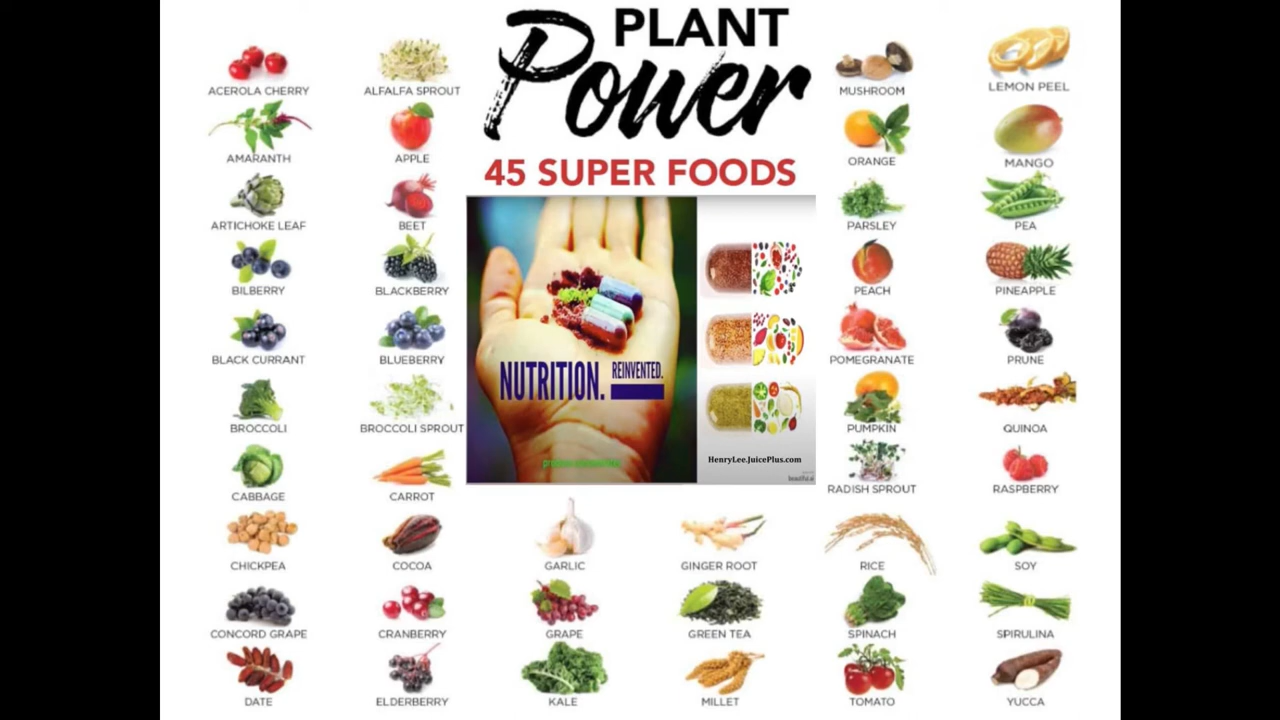 PLANT
Power
45 SUPER FOODS
ACEROLA CHERRY
ALFALFA SPROUT
MUSHROOM
LEMON PEEL
AMARANTH
APPLE
ORANGE
MANGO
ARTICHOKE LEAF
BEET
PARSLEY
PEA
BILBERRY
BLACKBERRY
PEACH
PINEAPPLE
BLACK CURRANT
BLUEBERRY
POMEGRANATE
PRUNE
NUTRITION.
REINVENTED.
BROCCOLI
BROCCOLI SPROUT
PUMPKIN
QUINOA
HenryLee.JuicePlus.com
beautiful.ai
CABBAGE
CARROT
RADISH SPROUT
RASPBERRY
CHICKPEA
COCOA
GARLIC
GINGER ROOT
RICE
SOY
CONCORD GRAPE
CRANBERRY
GRAPE
GREEN TEA
SPINACH
SPIRULINA
DATE
ELDERBERRY
KALE
MILLET
TOMATO
YUCCA